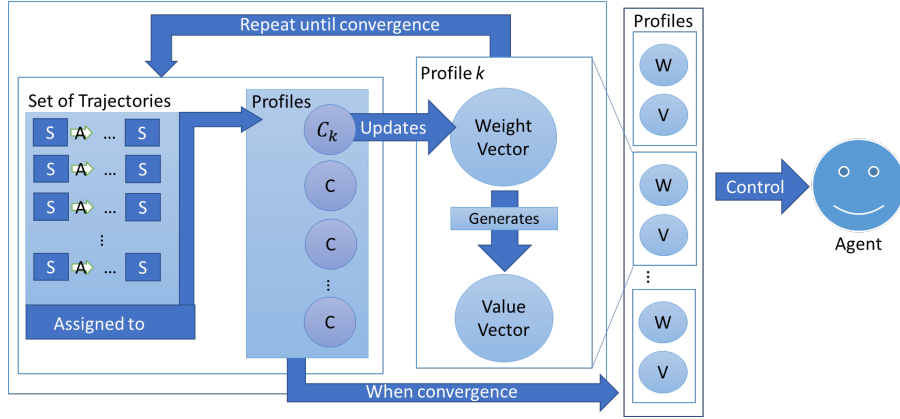 Repeat until convergence
Set of Trajectories
S A ... S
S A ... S
S A ... S
⋮
S A ... S
Assigned to
Profiles
C_k
C
C
⋮
C
Updates
Profile k
Weight
Vector
Generates
Value
Vector
When convergence
Profiles
W
V
W
V
...
W
V
Control
Agent